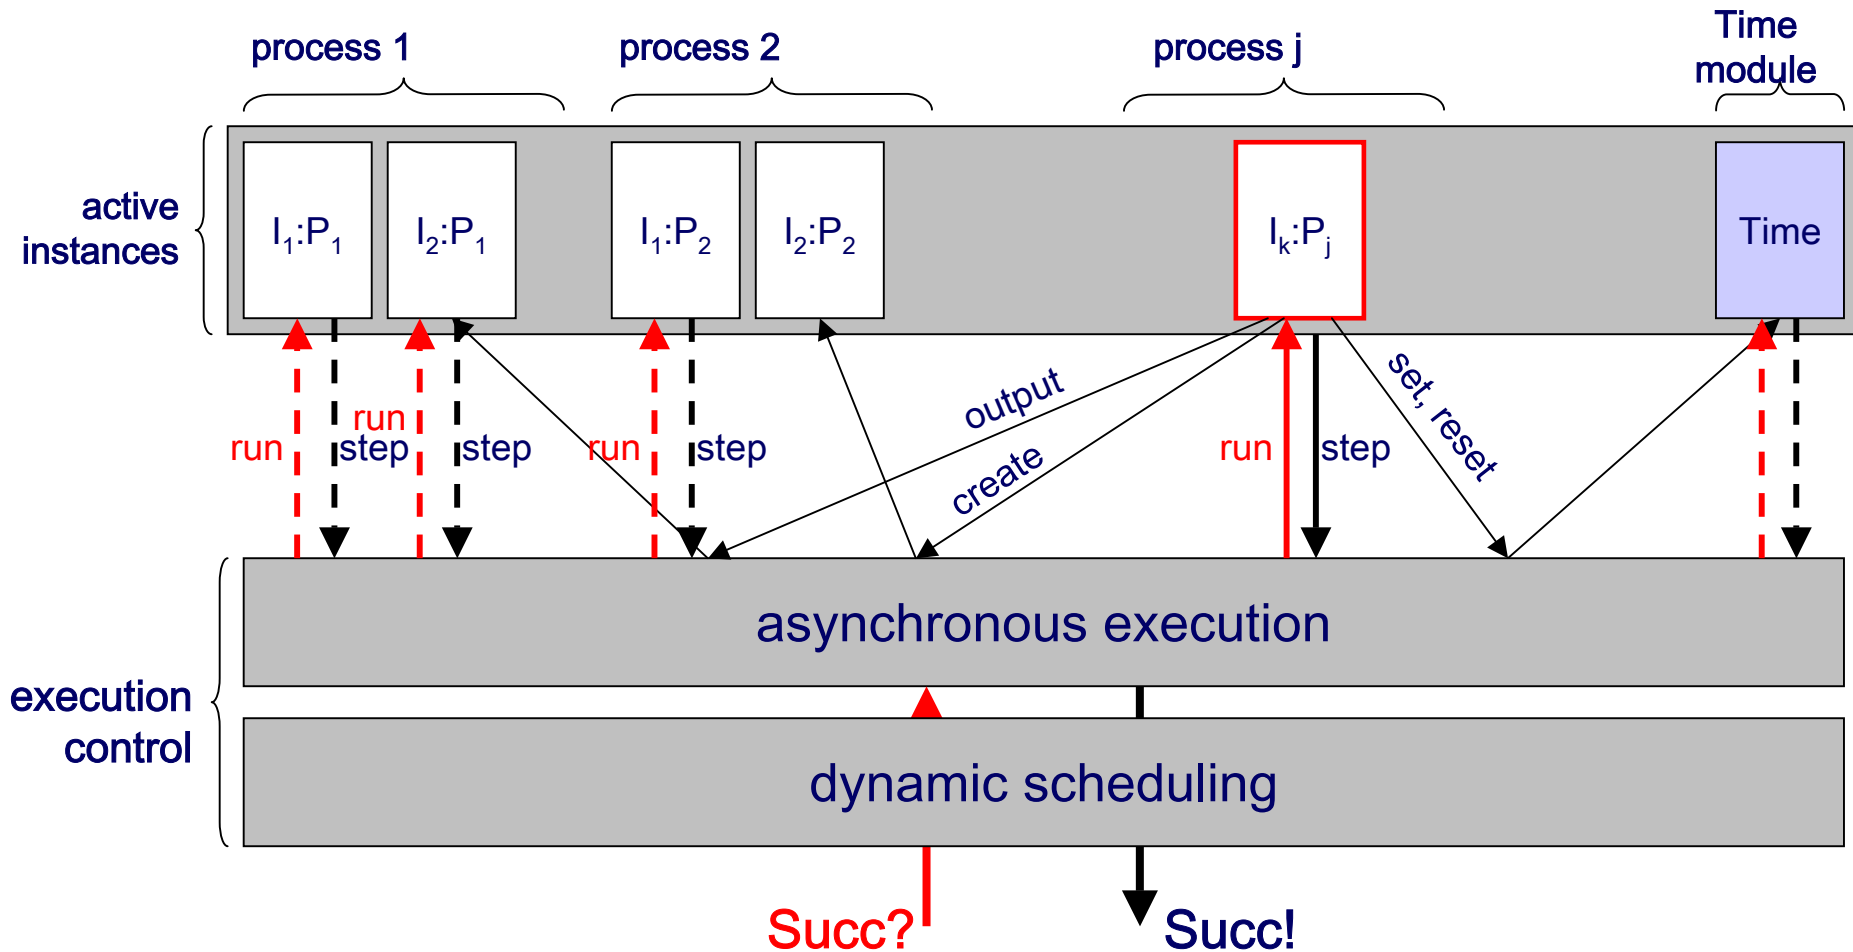 process 1
process 2
process j
Time
module
active
instances
I₁:P₁
I₂:P₁
I₁:P₂
I₂:P₂
Iₖ:Pⱼ
Time
run
step
run
step
run
step
output
create
run
step
set, reset
asynchronous execution
execution
control
dynamic scheduling
Succ?
Succ!